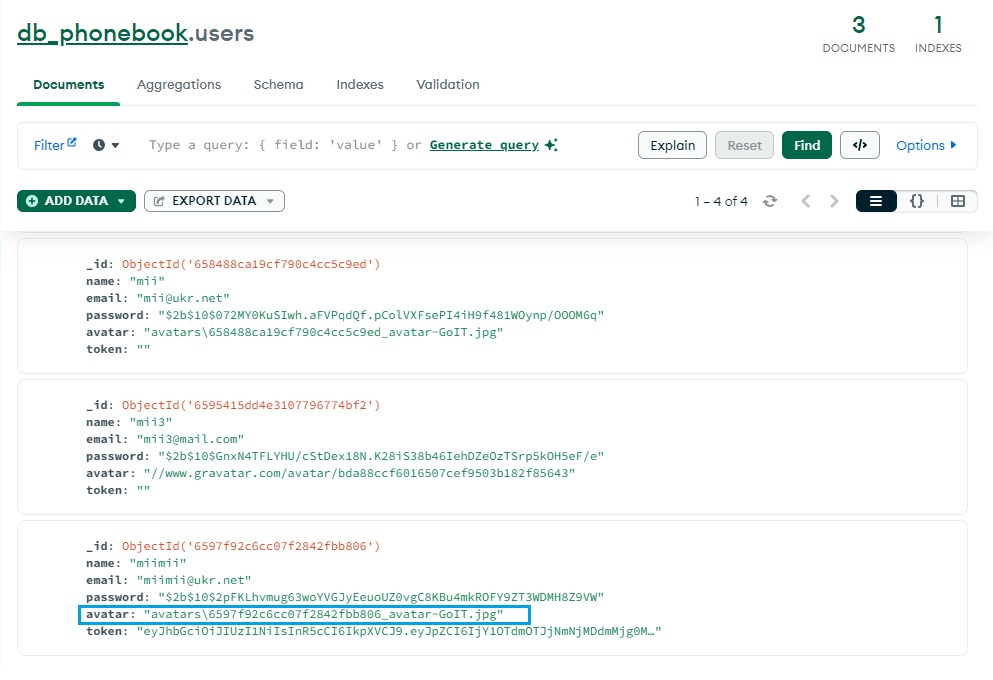 db_phonebook.users
3
DOCUMENTS
1
INDEXES
Documents Aggregations Schema Indexes Validation
Filter Type a query: { field: 'value' } or Generate query Explain Reset Find </> Options
ADD DATA EXPORT DATA 1 – 4 of 4 {}
_id: ObjectId('658488ca19cf790c4cc5c9ed')
name: "mii"
email: "mii@ukr.net"
password: "$2b$10$072MY0KuSIwh.aFVPqdQf.pColVXFsePI4iH9f481WOynp/OOOM6q"
avatar: "avatars\658488ca19cf790c4cc5c9ed_avatar-GoIT.jpg"
token: ""
_id: ObjectId('6595415dd4e3107796774bf2')
name: "mii3"
email: "mii3@mail.com"
password: "$2b$10$GnxN4TFLYHU/cStDex18N.K28iS38b46IehDZeOzTSrp5kOH5eF/e"
avatar: "//www.gravatar.com/avatar/bda88ccf6016507cef9503b182f85643"
token: ""
_id: ObjectId('6597f92c6cc07f2842fbb806')
name: "miimii"
email: "miimii@ukr.net"
password: "$2b$10$2pFKLhvmug63woYVGJyEeuoUZ0vgC8KBu4mkROFY9ZT3WDMH8Z9VW"
avatar: "avatars\6597f92c6cc07f2842fbb806_avatar-GoIT.jpg"
token: "eyJhbGciOiJIUzI1NiIsInR5cCI6IkpXVCJ9.eyJpZCI6IjY1OTdmOTJjNmNjMDdmMjg0M…"